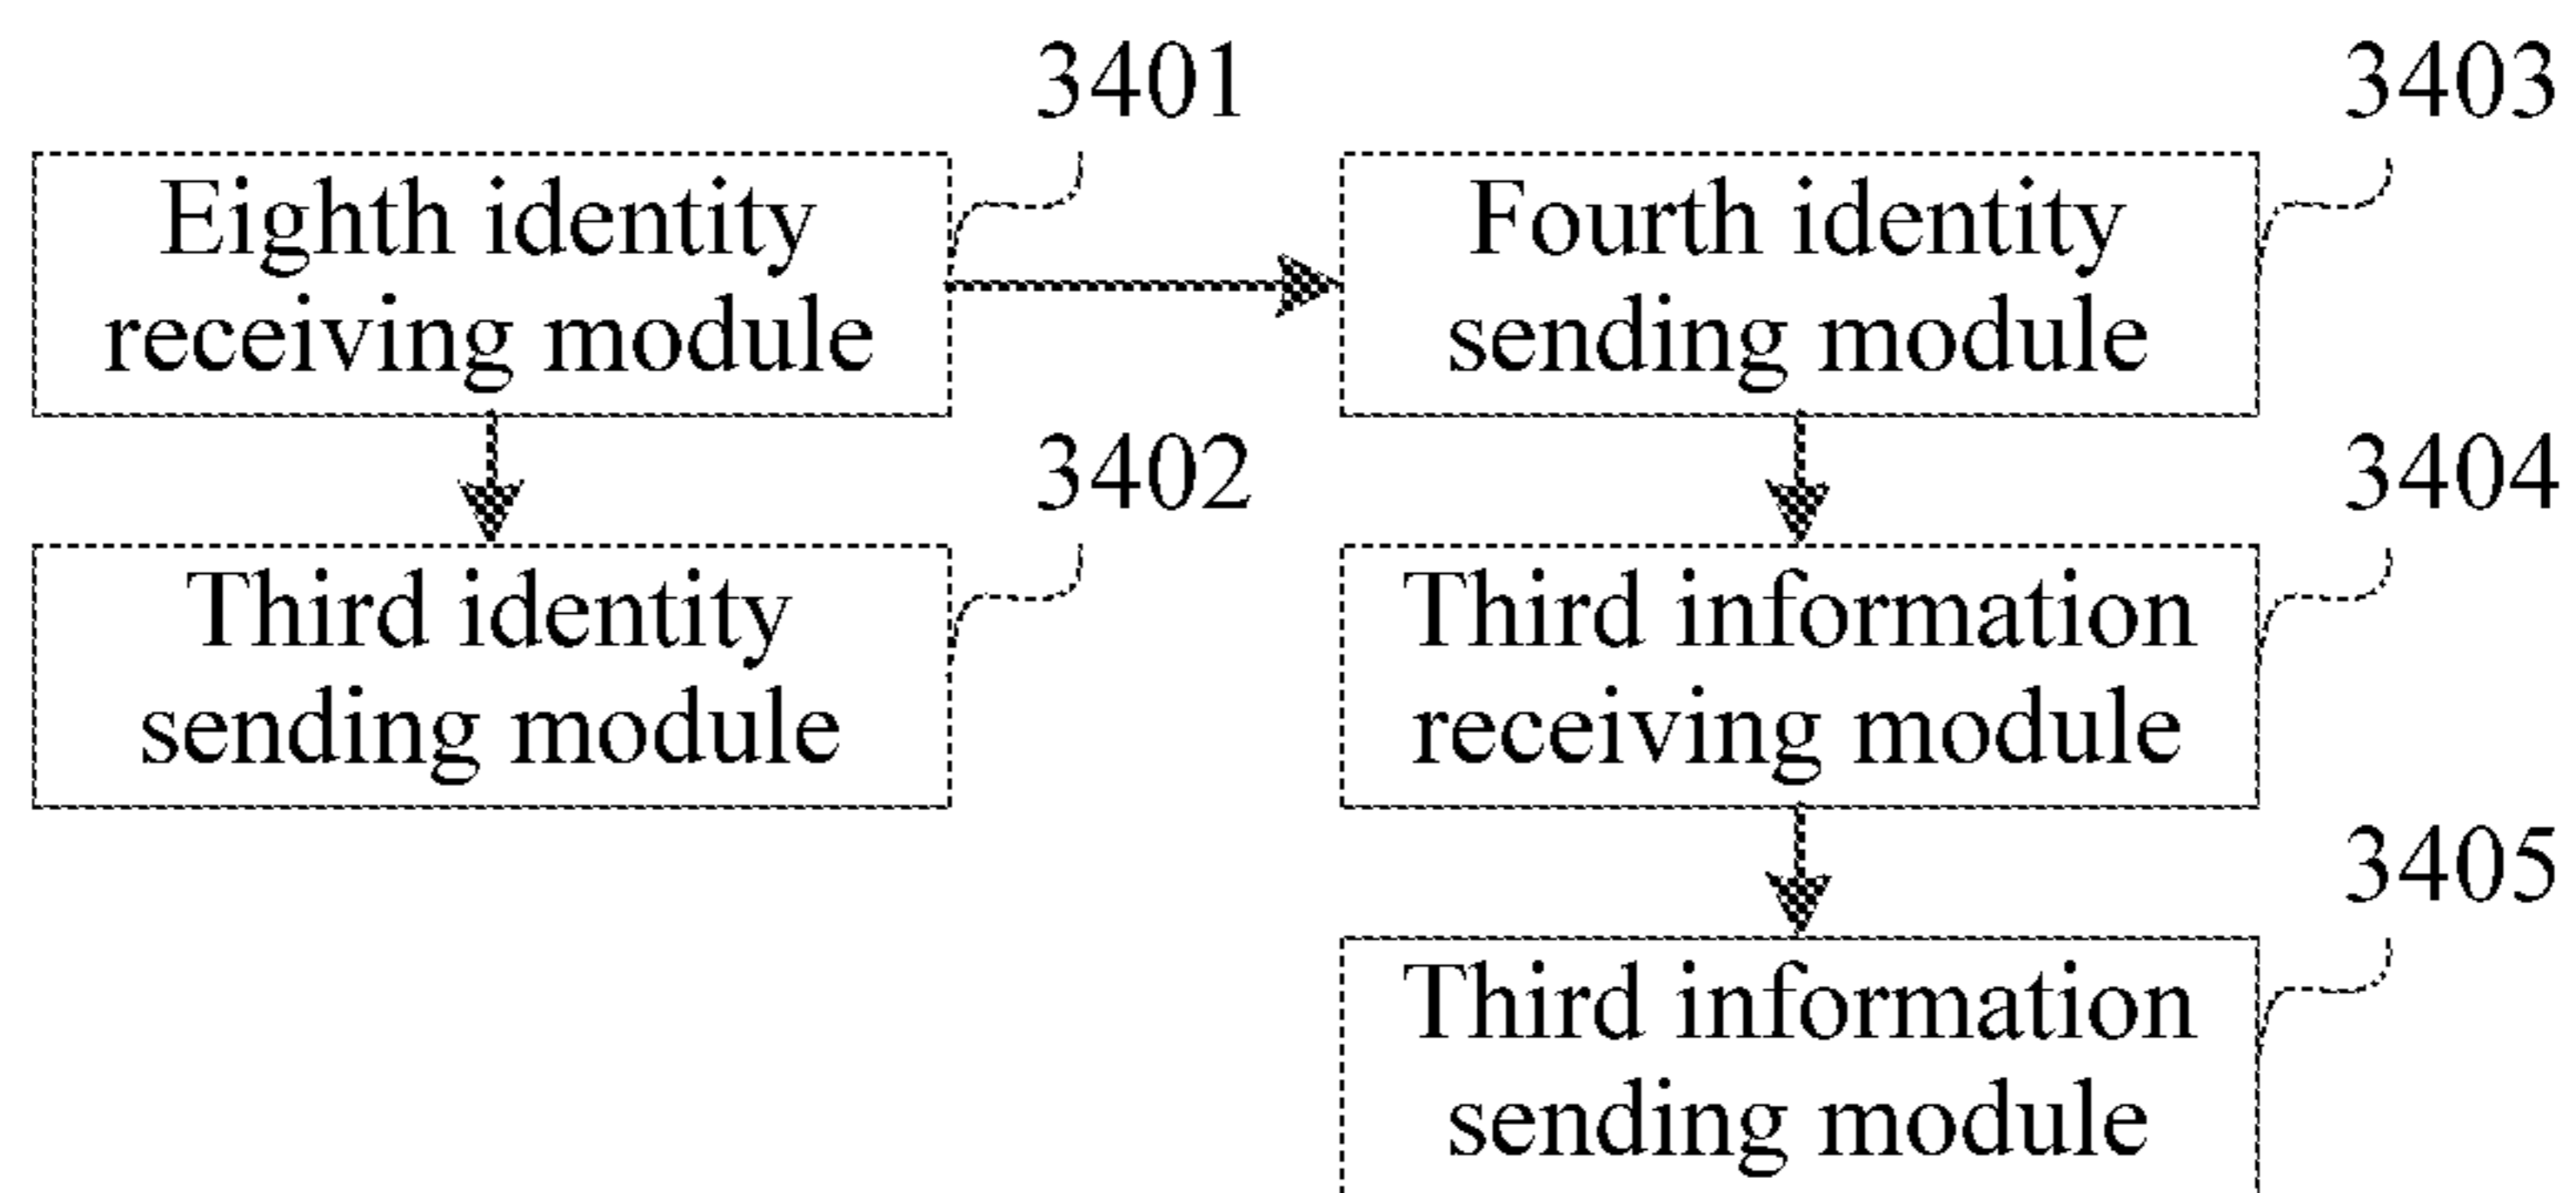 3401
Eighth identity
receiving module
3403
Fourth identity
sending module
3402
Third identity
sending module
3404
Third information
receiving module
3405
Third information
sending module